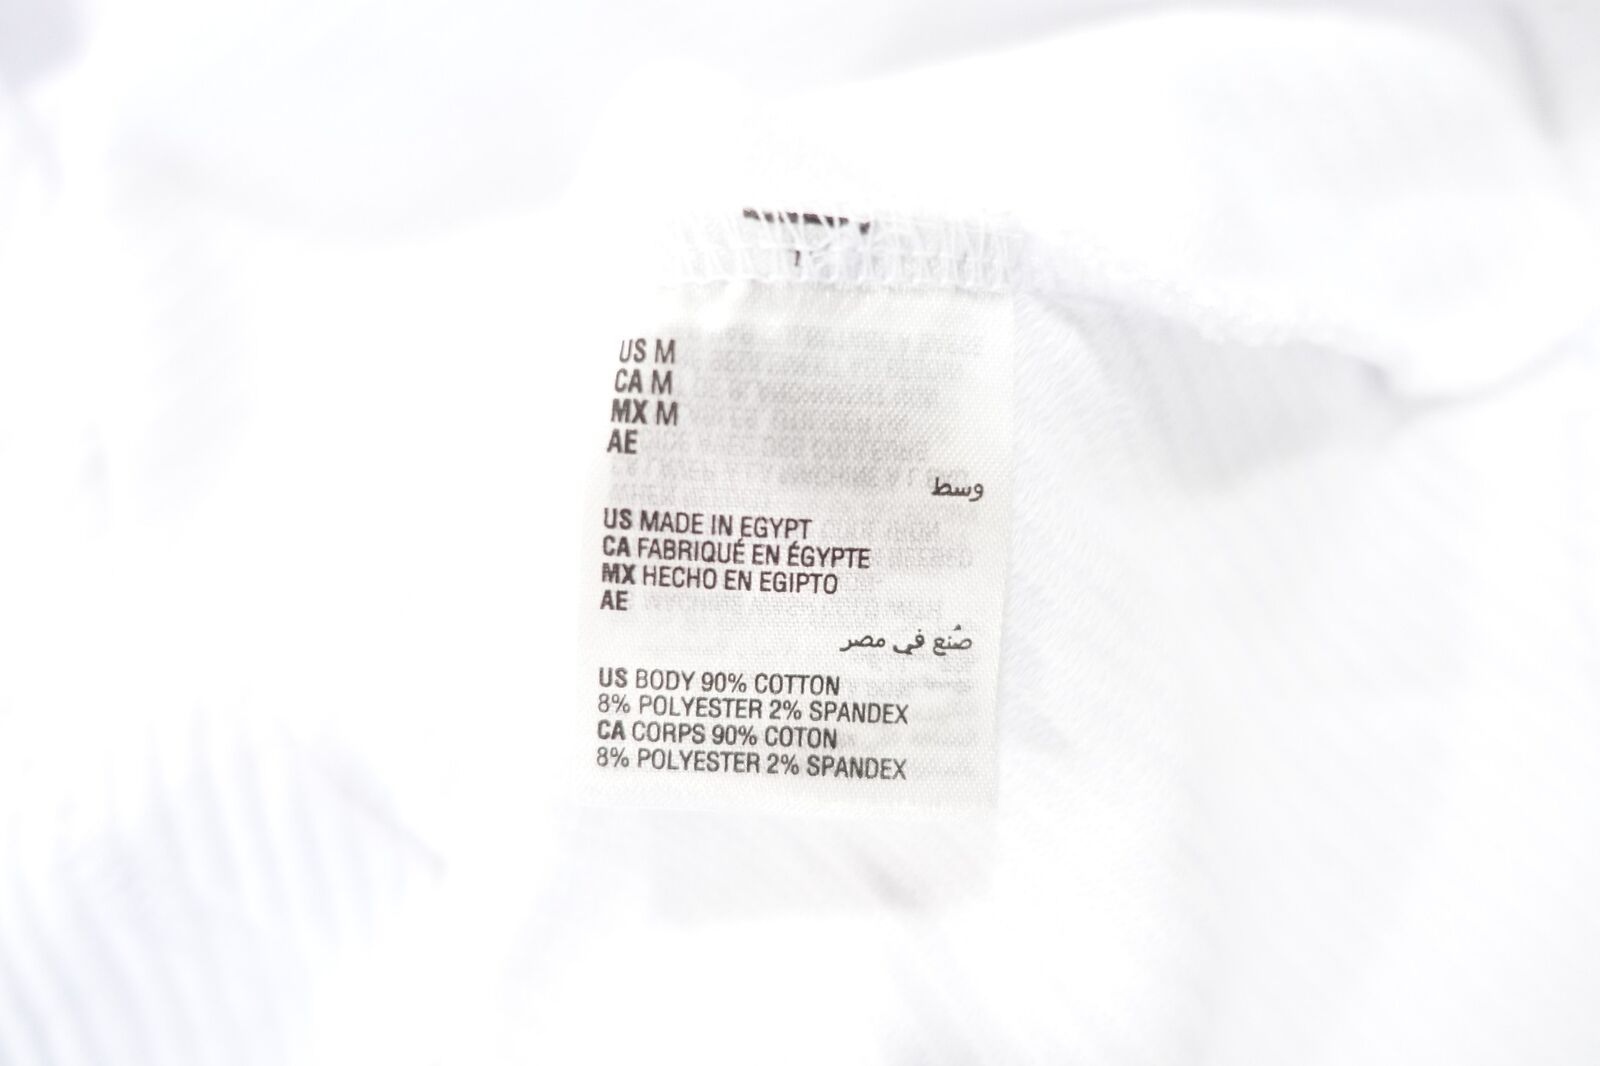 US M
CA M
MX M
AE
وسط
US MADE IN EGYPT
CA FABRIQUÉ EN ÉGYPTE
MX HECHO EN EGIPTO
AE
صُنع في مصر
US BODY 90% COTTON
8% POLYESTER 2% SPANDEX
CA CORPS 90% COTON
8% POLYESTER 2% SPANDEX